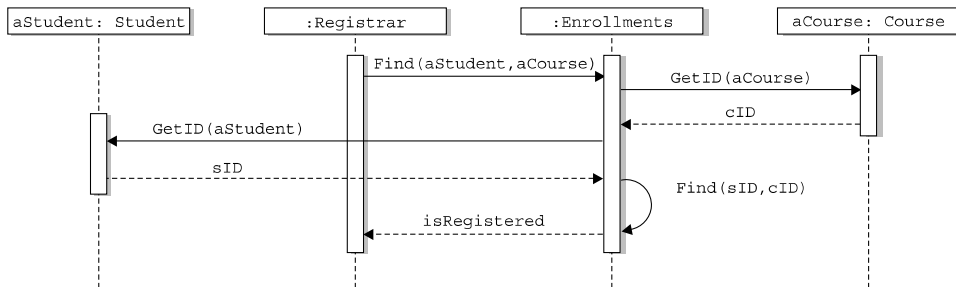 aStudent: Student
:Registrar
:Enrollments
aCourse: Course
Find(aStudent,aCourse)
GetID(aCourse)
cID
GetID(aStudent)
sID
Find(sID,cID)
isRegistered